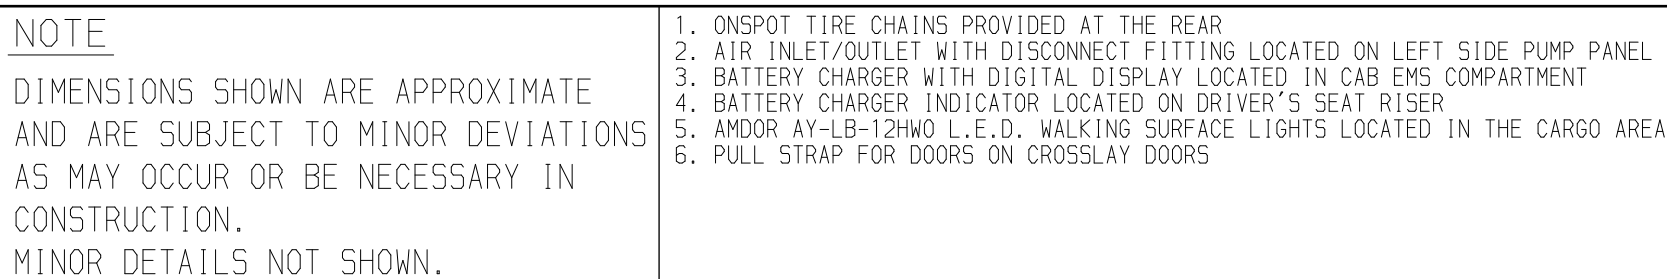 NOTE
DIMENSIONS SHOWN ARE APPROXIMATE
AND ARE SUBJECT TO MINOR DEVIATIONS
AS MAY OCCUR OR BE NECESSARY IN
CONSTRUCTION.
MINOR DETAILS NOT SHOWN.
1. ONSPOT TIRE CHAINS PROVIDED AT THE REAR
2. AIR INLET/OUTLET WITH DISCONNECT FITTING LOCATED ON LEFT SIDE PUMP PANEL
3. BATTERY CHARGER WITH DIGITAL DISPLAY LOCATED IN CAB EMS COMPARTMENT
4. BATTERY CHARGER INDICATOR LOCATED ON DRIVER'S SEAT RISER
5. AMDOR AY-LB-12HW0 L.E.D. WALKING SURFACE LIGHTS LOCATED IN THE CARGO AREA
6. PULL STRAP FOR DOORS ON CROSSLAY DOORS